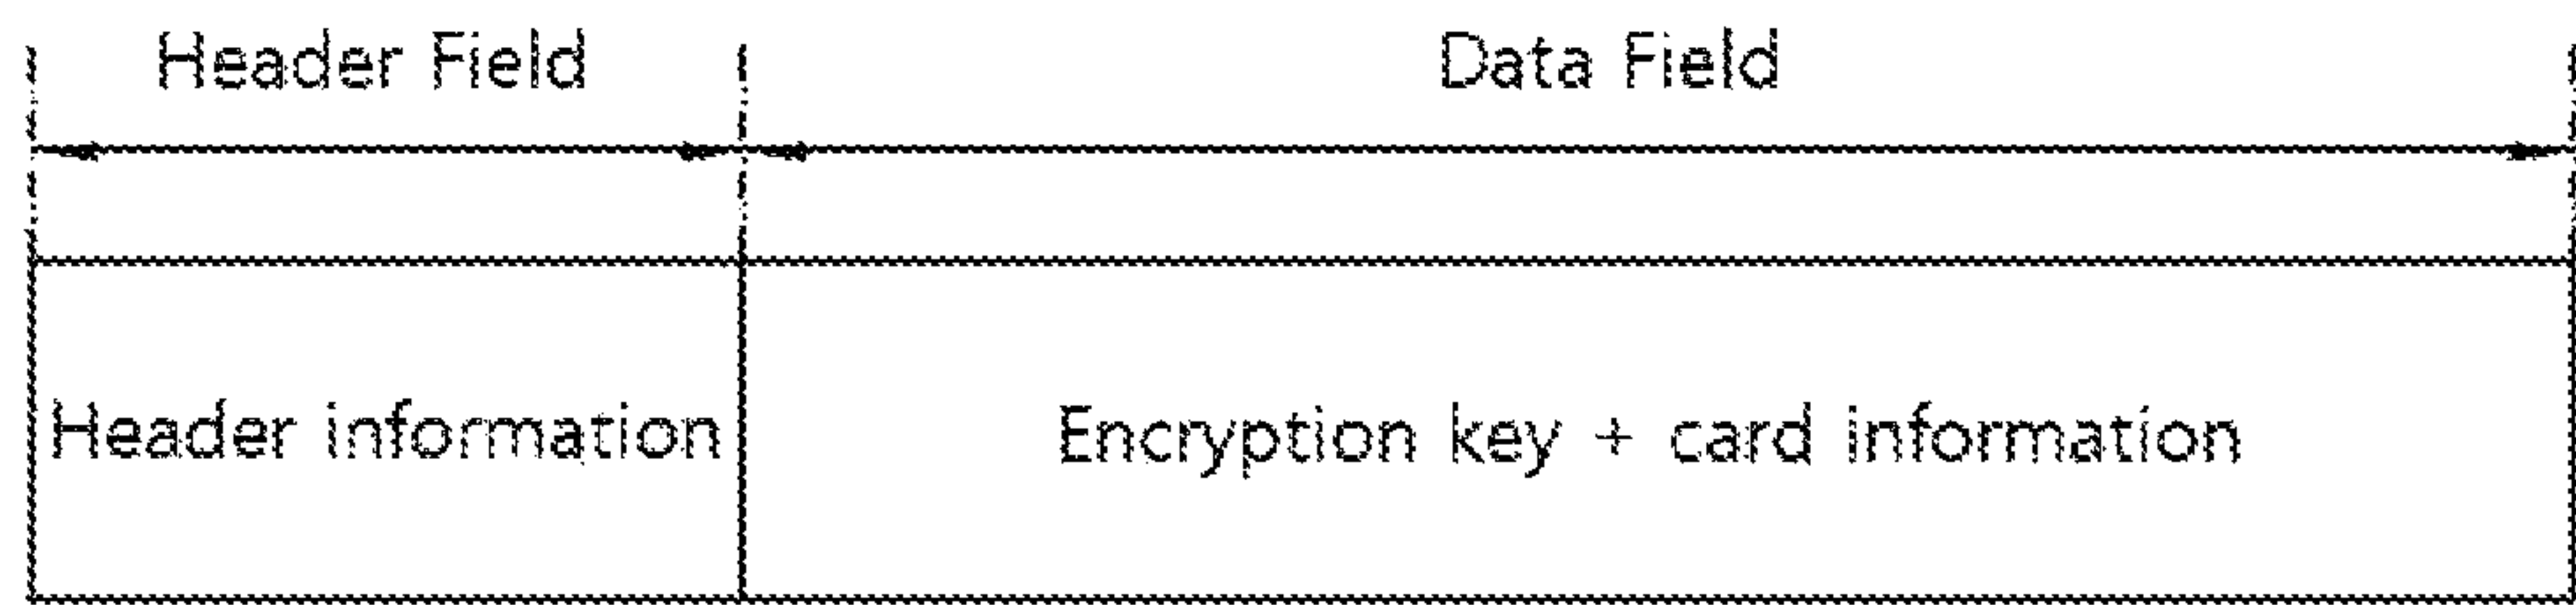 Header Field Data Field
Header information Encryption key + card information